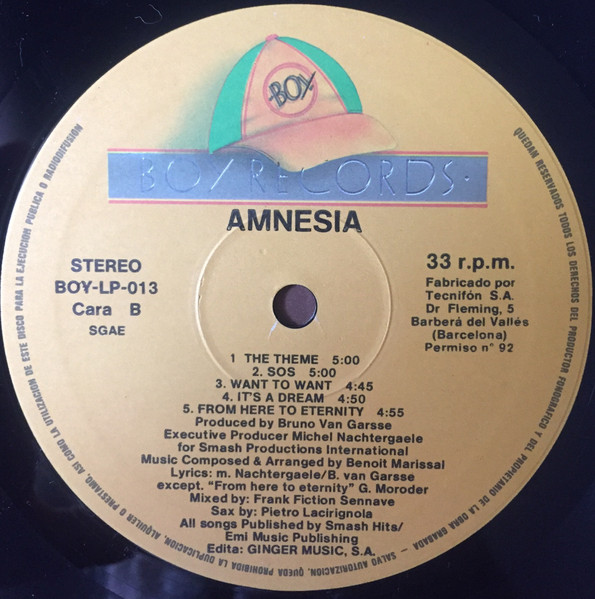 BOY
BOY RECORDS·
AMNESIA
STEREO
BOY-LP-013
Cara B
SGAE
33 r.p.m.
Fabricado por
Tecnifón S.A.
Dr Fleming, 5
Barberá del Vallés
(Barcelona)
Permiso n° 92
1 THE THEME 5:00
2. SOS 5:00
3. WANT TO WANT 4:45
4. IT'S A DREAM 4:50
5. FROM HERE TO ETERNITY 4:55
Produced by Bruno Van Garsse
Executive Producer Michel Nachtergaele
for Smash Productions International
Music Composed & Arranged by Benoit Marissal
Lyrics: m. Nachtergaele/B. van Garsse
except. "From here to eternity" G. Moroder
Mixed by: Frank Fiction Sennave
Sax by: Pietro Lacirignola
All songs Published by Smash Hits/
Emi Music Publishing
Edita: GINGER MUSIC, S.A.
QUEDAN RESERVADOS TODOS LOS DERECHOS DEL PRODUCTOR FONOGRAFICO Y DEL PROPIETARIO DE LA OBRA GRABADA — SALVO AUTORIZACION, QUEDA PROHIBIDA LA DUPLICACION, ALQUILER O PRESTAMO, ASI COMO LA UTILIZACION DE ESTE DISCO PARA LA EJECUCION PUBLICA O RADIODIFUSION